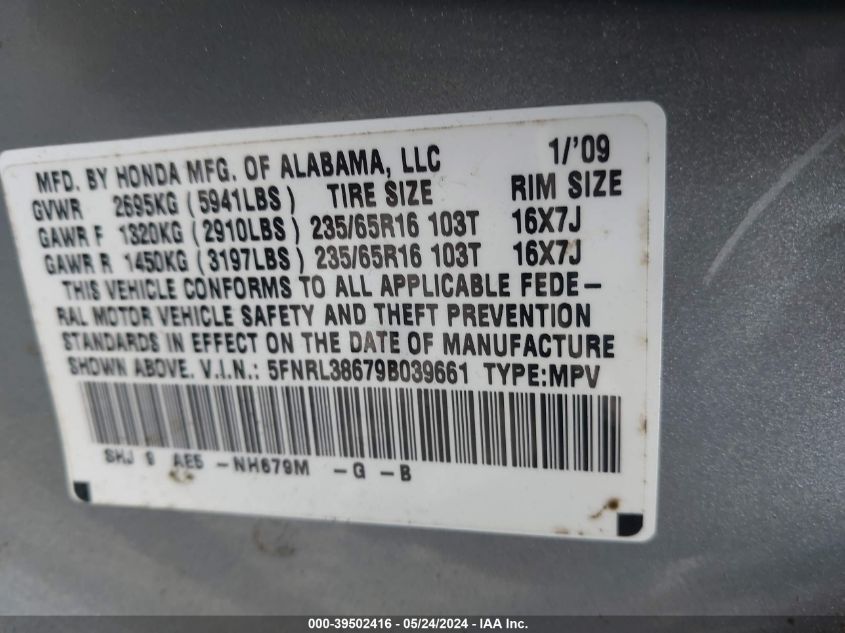 MFD. BY HONDA MFG. OF ALABAMA, LLC 1/'09
GVWR 2695KG (5941LBS) TIRE SIZE RIM SIZE
GAWR F 1320KG (2910LBS) 235/65R16 103T 16X7J
GAWR R 1450KG (3197LBS) 235/65R16 103T 16X7J
THIS VEHICLE CONFORMS TO ALL APPLICABLE FEDE-
RAL MOTOR VEHICLE SAFETY AND THEFT PREVENTION
STANDARDS IN EFFECT ON THE DATE OF MANUFACTURE
SHOWN ABOVE. V.I.N.: 5FNRL38679B039661 TYPE:MPV
SHJ 9 AE5 -NH679M -G -B
000-39502416 - 05/24/2024 - IAA Inc.